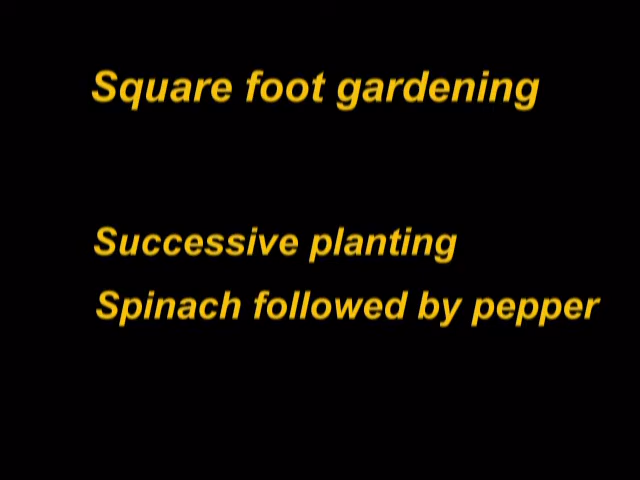 Square foot gardening
Successive planting
Spinach followed by pepper